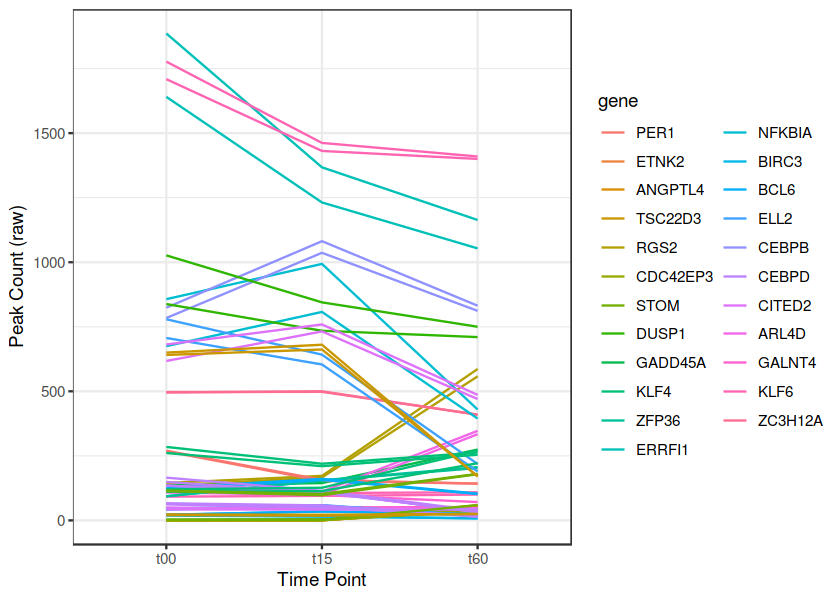 1500
1000
500
0
Peak Count (raw)
t00
t15
t60
Time Point
gene
PER1
ETNK2
ANGPTL4
TSC22D3
RGS2
CDC42EP3
STOM
DUSP1
GADD45A
KLF4
ZFP36
ERRFI1
NFKBIA
BIRC3
BCL6
ELL2
CEBPB
CEBPD
CITED2
ARL4D
GALNT4
KLF6
ZC3H12A